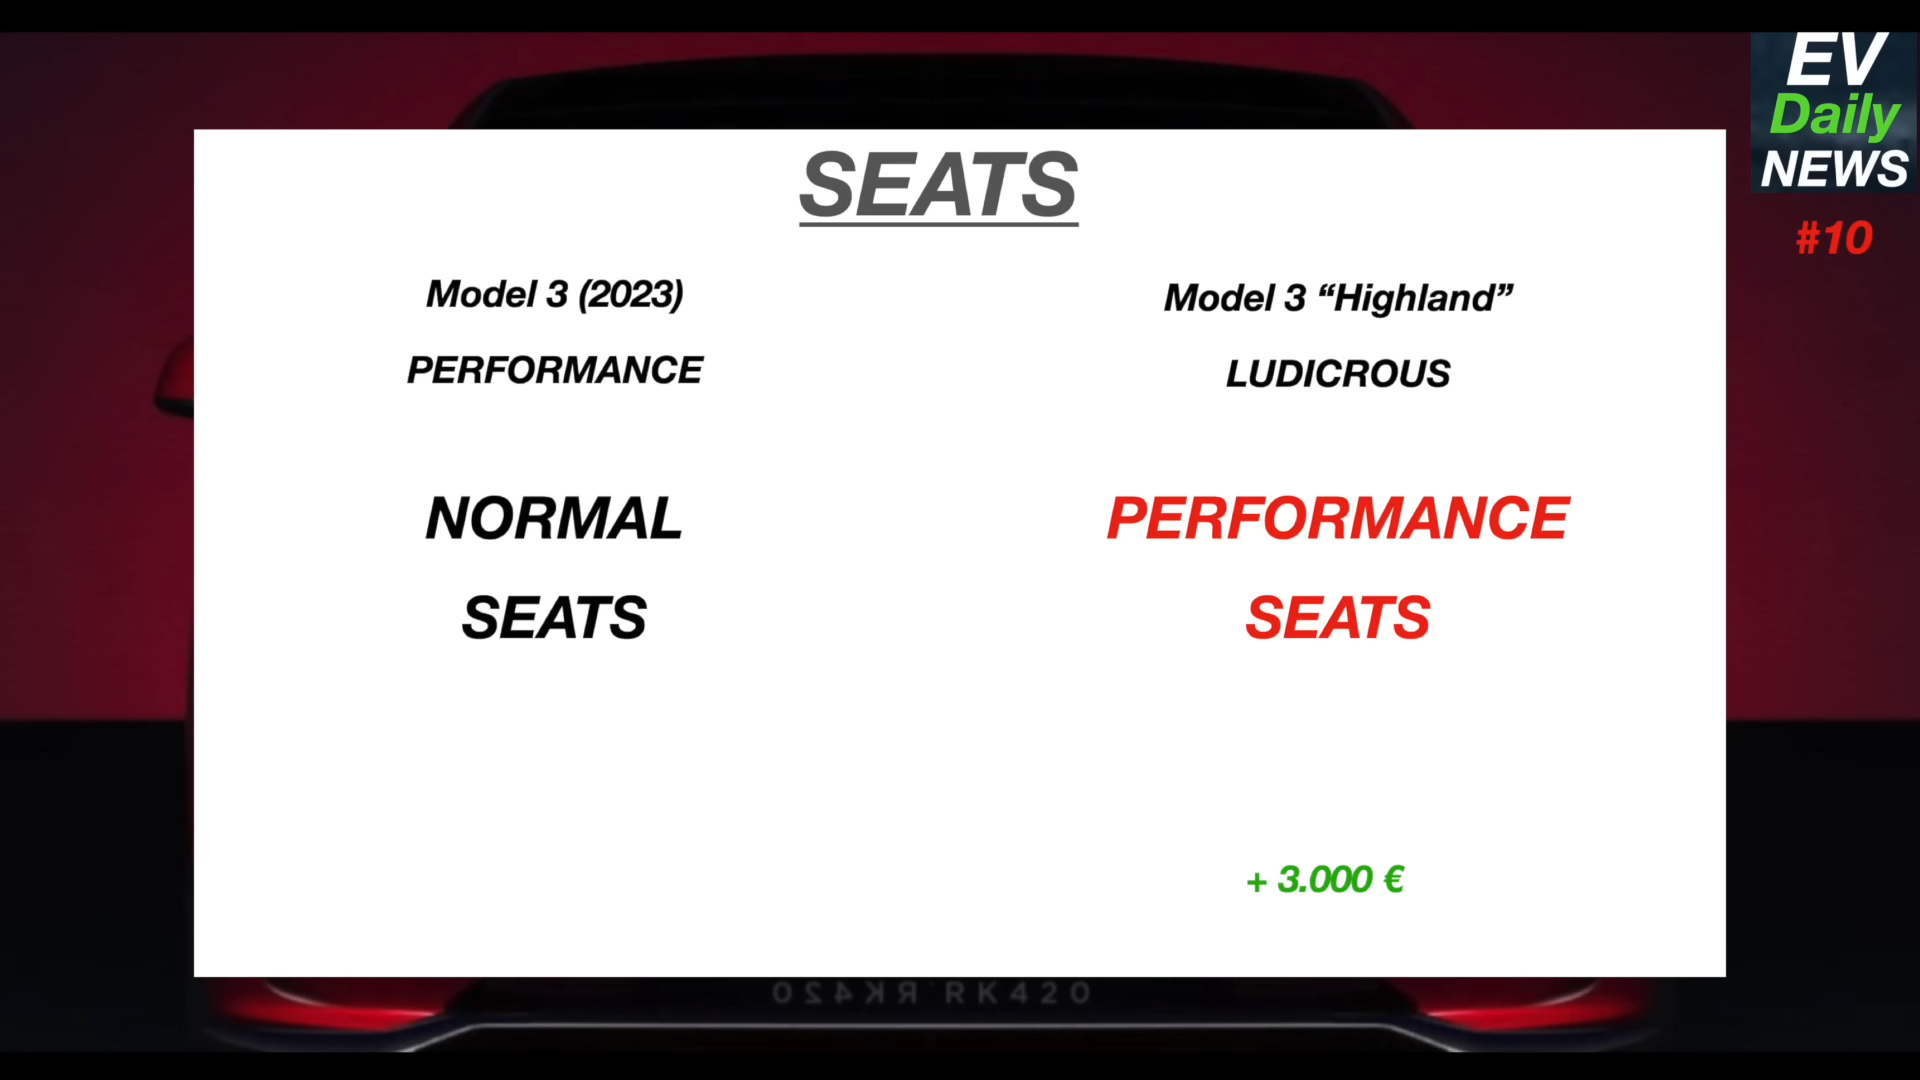 EV
Daily
NEWS
#10
SEATS
Model 3 (2023)
PERFORMANCE
NORMAL
SEATS
Model 3 “Highland”
LUDICROUS
PERFORMANCE
SEATS
+ 3.000 €
RK420